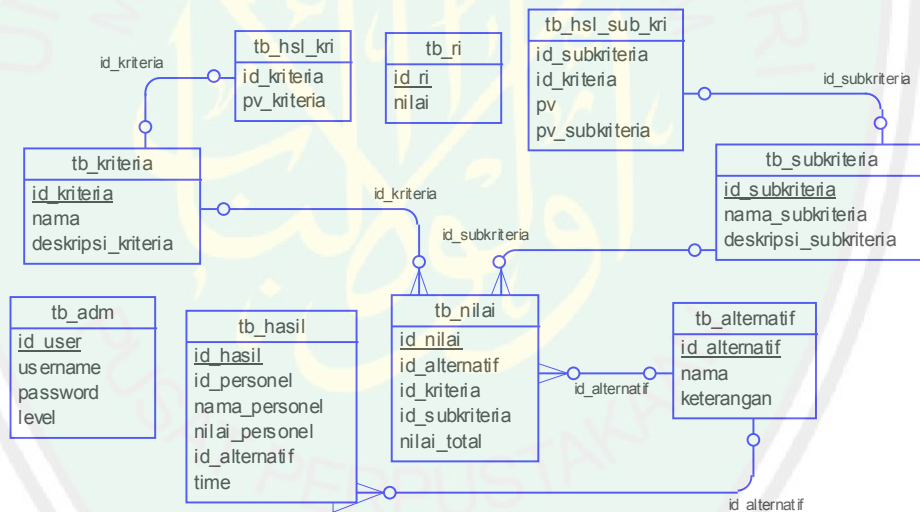 tb_hsl_kri
id_kriteria
pv_kriteria
tb_ri
id_ri
nilai
tb_hsl_sub_kri
id_subkriteria
id_kriteria
pv
pv_subkriteria
id_kriteria
id_subkriteria
tb_kriteria
id_kriteria
nama
deskripsi_kriteria
id_kriteria
id_subkriteria
tb_subkriteria
id_subkriteria
nama_subkriteria
deskripsi_subkriteria
tb_adm
id_user
username
password
level
tb_hasil
id_hasil
id_personel
nama_personel
nilai_personel
id_alternatif
time
tb_nilai
id_nilai
id_alternatif
id_kriteria
id_subkriteria
nilai_total
id_alternatif
tb_alternatif
id_alternatif
nama
keterangan
id_alternatif
PERPUSTAKAAN